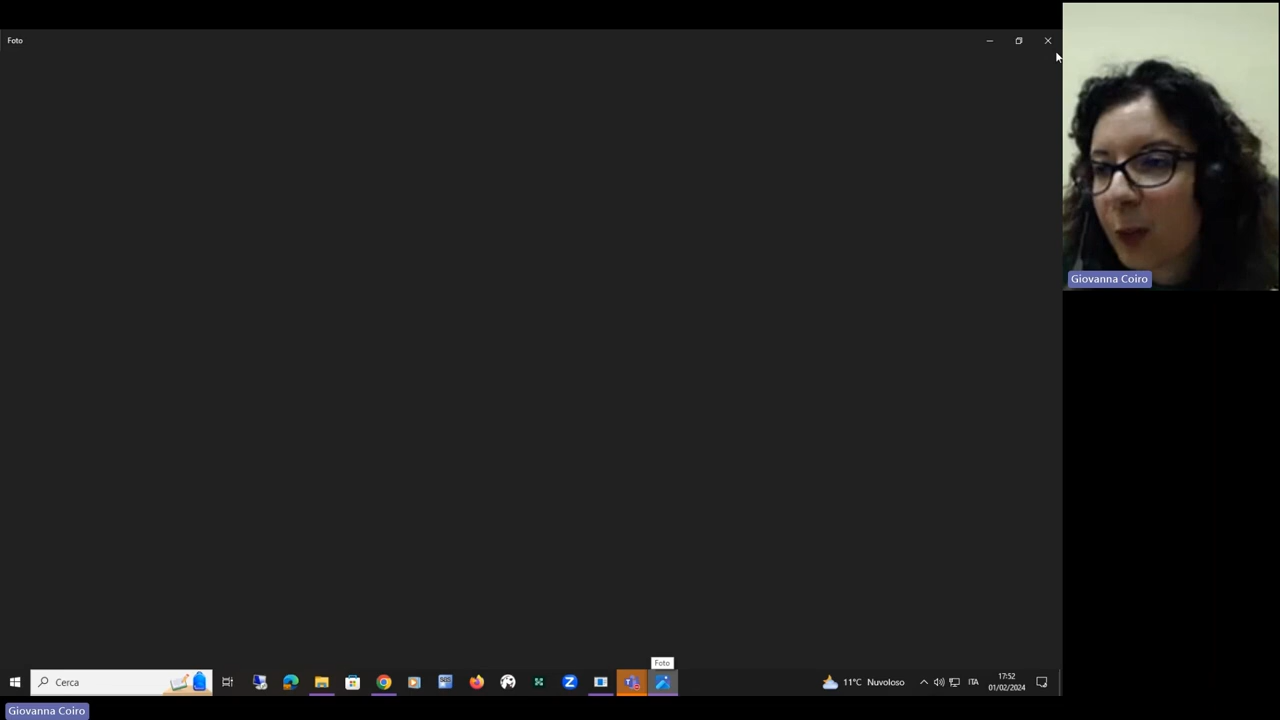 Foto
Giovanna Coiro
Foto
Cerca
11°C Nuvoloso
ITA
17:52
01/02/2024
Giovanna Coiro